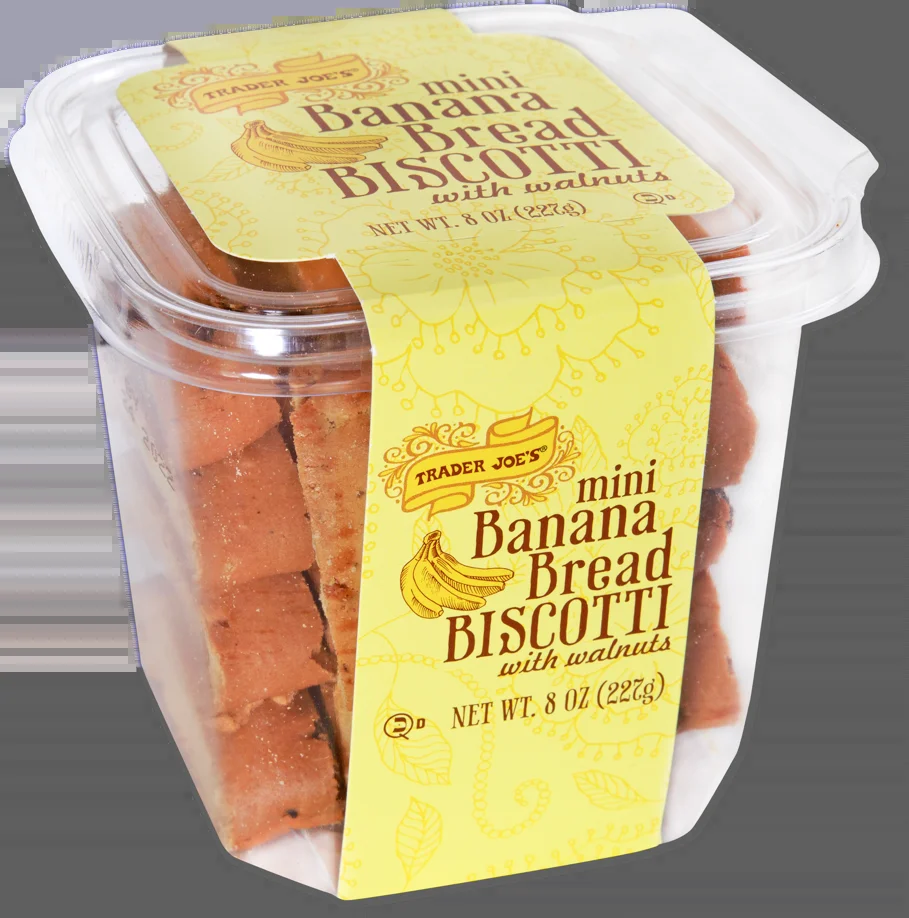 TRADER JOE'S
mini
Banana
Bread
BISCOTTI
with walnuts
NET WT. 8 OZ (227g)
D
TRADER JOE'S®
mini
Banana
Bread
BISCOTTI
with walnuts
D NET WT. 8 OZ (227g)